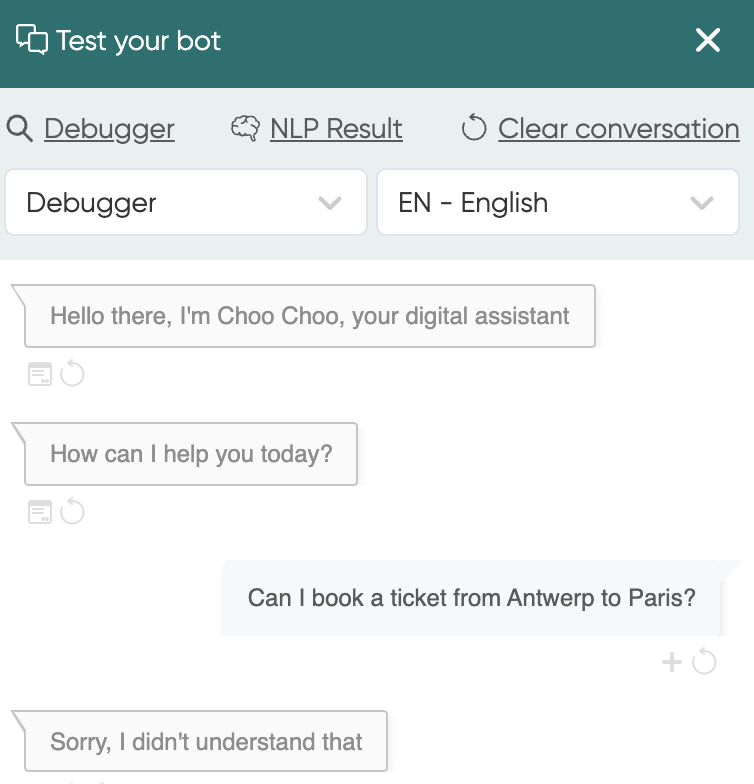 Test your bot
Debugger
NLP Result
Clear conversation
Debugger
EN - English
Hello there, I'm Choo Choo, your digital assistant
How can I help you today?
Can I book a ticket from Antwerp to Paris?
Sorry, I didn't understand that